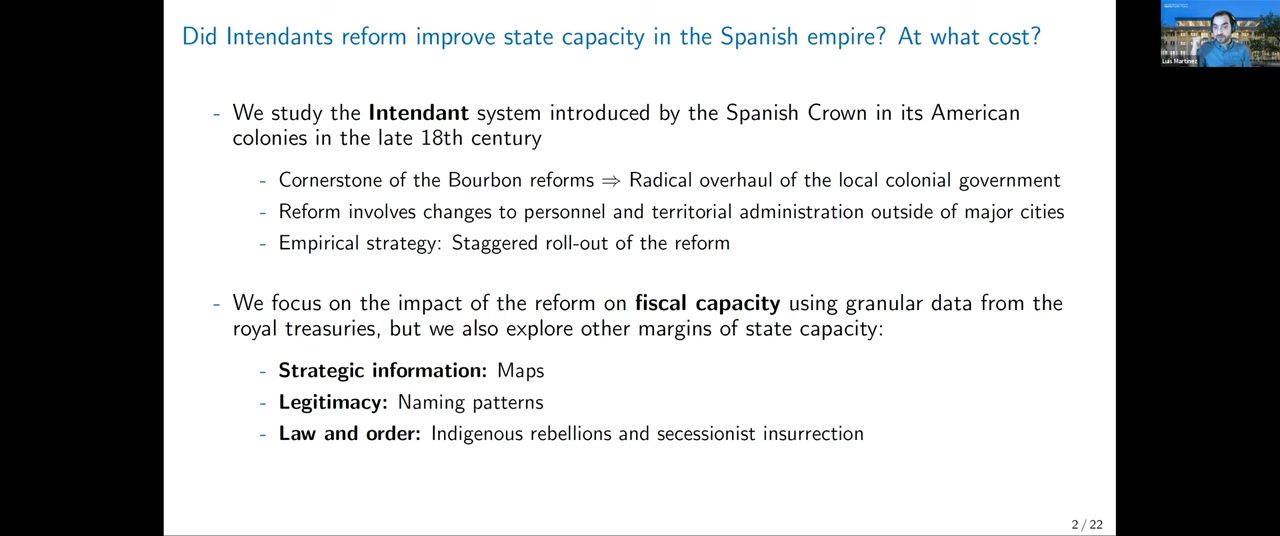 Did Intendants reform improve state capacity in the Spanish empire? At what cost?
Luis Martinez
- We study the Intendant system introduced by the Spanish Crown in its American
colonies in the late 18th century
- Cornerstone of the Bourbon reforms ⇒ Radical overhaul of the local colonial government
- Reform involves changes to personnel and territorial administration outside of major cities
- Empirical strategy: Staggered roll-out of the reform
- We focus on the impact of the reform on fiscal capacity using granular data from the
royal treasuries, but we also explore other margins of state capacity:
- Strategic information: Maps
- Legitimacy: Naming patterns
- Law and order: Indigenous rebellions and secessionist insurrection
2 / 22